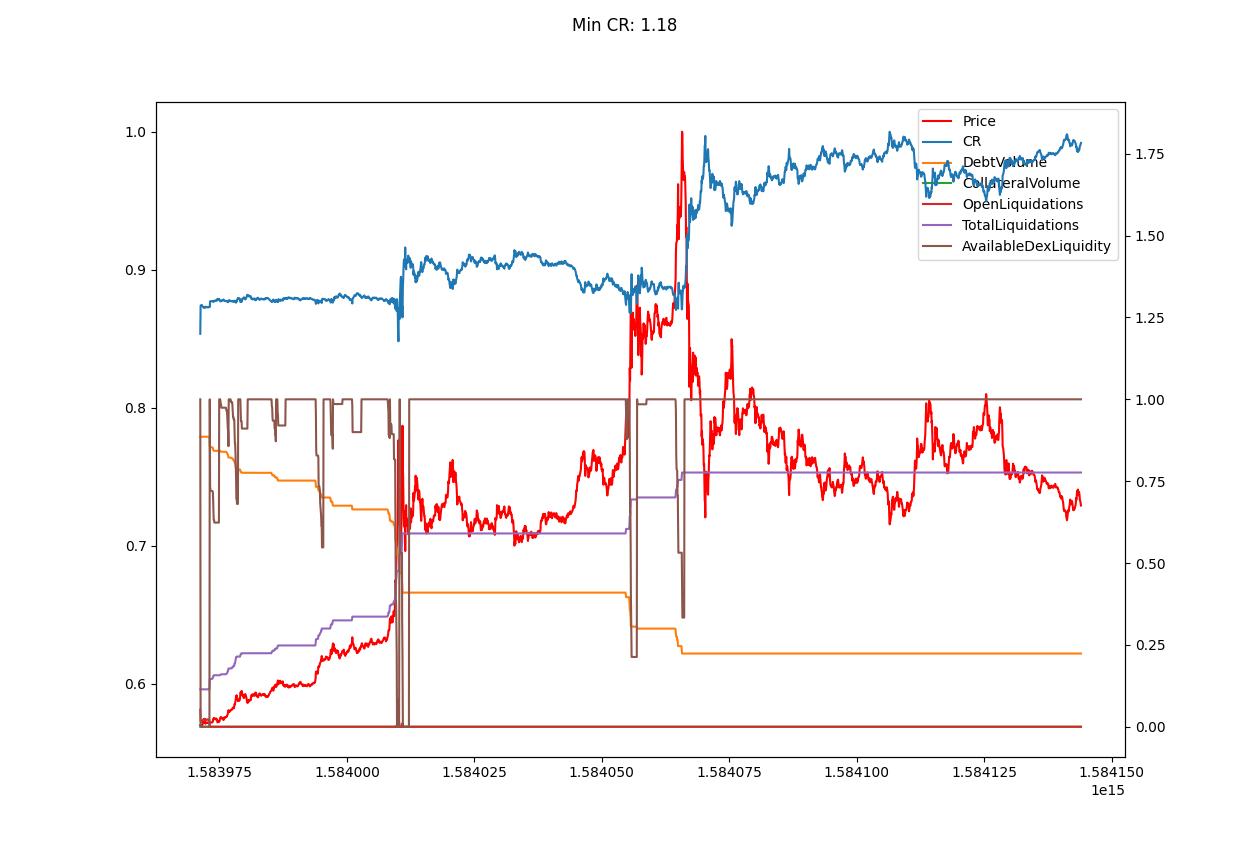 Min CR: 1.18
1.0
0.9
0.8
0.7
0.6
Price
CR
DebtVolume
CollateralVolume
OpenLiquidations
TotalLiquidations
AvailableDexLiquidity
1.75
1.50
1.25
1.00
0.75
0.50
0.25
0.00
1.583975 1.584000 1.584025 1.584050 1.584075 1.584100 1.584125 1.584150
1e15